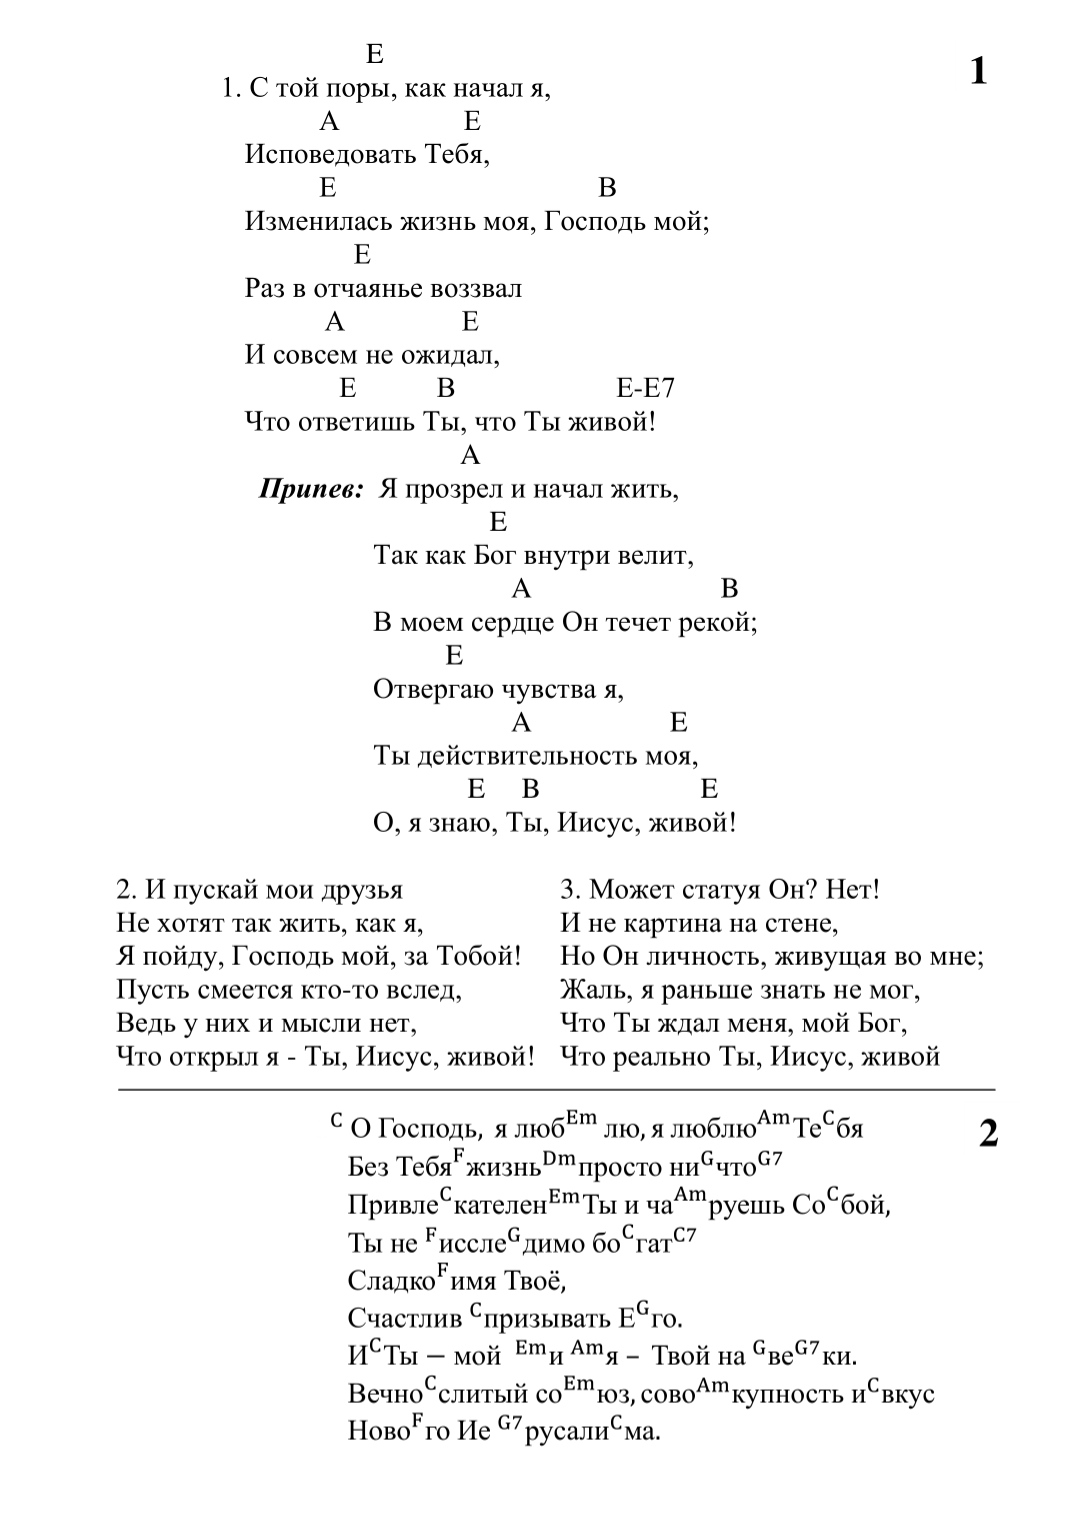 E
1
1. С той поры, как начал я,
A E
Исповедовать Тебя,
E B
Изменилась жизнь моя, Господь мой;
E
Раз в отчаянье воззвал
A E
И совсем не ожидал,
E B E-E7
Что ответишь Ты, что Ты живой!
A
Припев: Я прозрел и начал жить,
E
Так как Бог внутри велит,
A B
В моем сердце Он течет рекой;
E
Отвергаю чувства я,
A E
Ты действительность моя,
E B E
О, я знаю, Ты, Иисус, живой!
2. И пускай мои друзья
Не хотят так жить, как я,
Я пойду, Господь мой, за Тобой!
Пусть смеется кто-то вслед,
Ведь у них и мысли нет,
Что открыл я - Ты, Иисус, живой!
3. Может статуя Он? Нет!
И не картина на стене,
Но Он личность, живущая во мне;
Жаль, я раньше знать не мог,
Что Ты ждал меня, мой Бог,
Что реально Ты, Иисус, живой
2
C О Господь, я люб Em лю, я люблю Am Те C бя
Без Тебя F жизнь Dm просто ни G что G7
Привле C кателен Em Ты и ча Am руешь Со C бой,
Ты не F иссле G димо бо C гат C7
Сладко F имя Твоё,
Счастлив C призывать Е G го.
И C Ты – мой Em и Am я – Твой на G ве G7 ки.
Вечно C слитый со Em юз, сово Am купность и C вкус
Ново F го Ие G7 русали C ма.